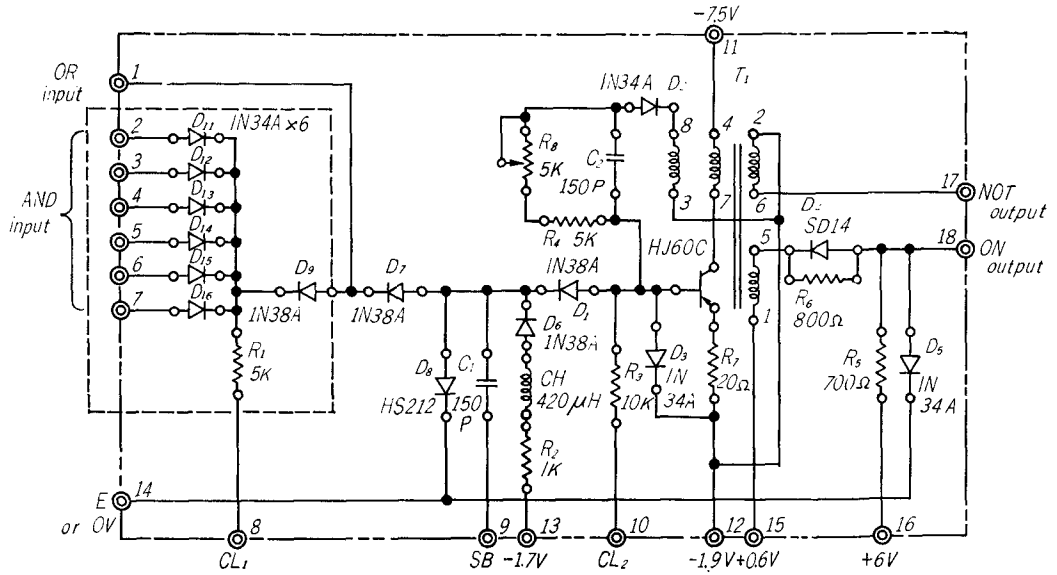 -7.5V
11
OR
input
1
IN34A
D2
T1
AND
input
2
D11
IN34A×6
3
D12
4
D13
5
D14
6
D15
7
D16
R8
5K
C2
150P
8
4
2
3
7
6
17
NOT
output
R4
5K
HJ60C
5
SD14
18
ON
output
D9
1N38A
D7
1N38A
IN38A
D1
R6
800Ω
1
R1
5K
D8
HS212
C1
150
P
D6
1N38A
CH
420μH
R2
1K
R3
10K
D3
IN
34A
R7
20Ω
R5
700Ω
D5
IN
34A
E
or OV
14
8
CL1
9
SB
13
-1.7V
10
CL2
12
-1.9V
15
+0.6V
16
+6V